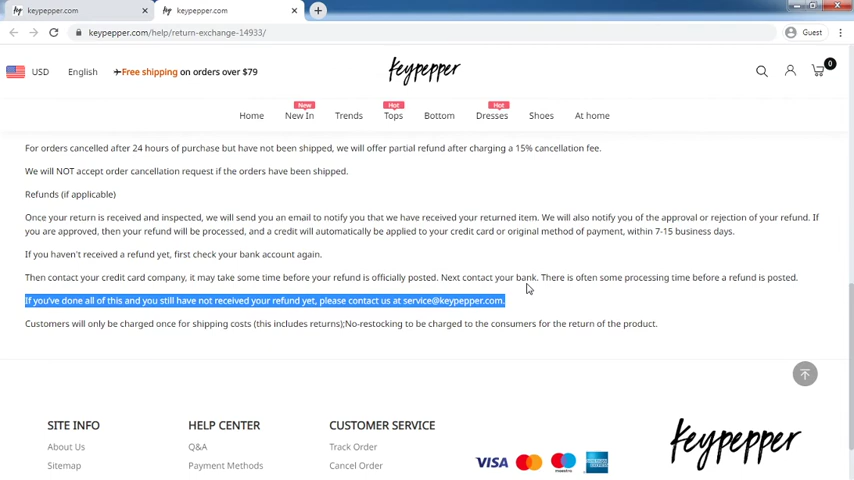 keypepper.com
keypepper.com
keypepper.com/help/return-exchange-14933/
Guest
USD English Free shipping on orders over $79
keypepper
0
New Hot Hot
Home New In Trends Tops Bottom Dresses Shoes At home
For orders cancelled after 24 hours of purchase but have not been shipped, we will offer partial refund after charging a 15% cancellation fee.
We will NOT accept order cancellation request if the orders have been shipped.
Refunds (if applicable)
Once your return is received and inspected, we will send you an email to notify you that we have received your returned item. We will also notify you of the approval or rejection of your refund. If
you are approved, then your refund will be processed, and a credit will automatically be applied to your credit card or original method of payment, within 7-15 business days.
If you haven't received a refund yet, first check your bank account again.
Then contact your credit card company, it may take some time before your refund is officially posted. Next contact your bank. There is often some processing time before a refund is posted.
If you've done all of this and you still have not received your refund yet, please contact us at service@keypepper.com.
Customers will only be charged once for shipping costs (this includes returns);No-restocking to be charged to the consumers for the return of the product.
SITE INFO HELP CENTER CUSTOMER SERVICE
keypepper
About Us Q&A Track Order
VISA maestro AMERICAN EXPRESS
Sitemap Payment Methods Cancel Order